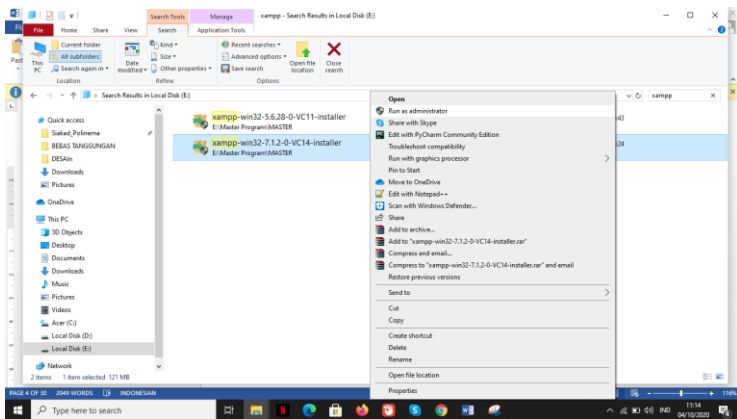 Search Tools Manage xampp - Search Results in Local Disk (E:)
File Home Share View Search Application Tools
This PC
Current folder
All subfolders
Search again in
Location
Date modified
Kind
Size
Other properties
Refine
Recent searches
Advanced options
Save search
Open file location
Close search
Options
Search Results in Local Disk (E:)
xampp
Quick access
Siakad_Polinema
BEBAS TANGGUNGAN
DESAIn
Downloads
Pictures
OneDrive
This PC
3D Objects
Desktop
Documents
Downloads
Music
Pictures
Videos
Acer (C:)
Local Disk (D:)
Local Disk (E:)
Network
xampp-win32-5.6.28-0-VC11-installer
E:\Master Program\MASTER
xampp-win32-7.1.2-0-VC14-installer
E:\Master Program\MASTER
Open
Run as administrator
Share with Skype
Edit with PyCharm Community Edition
Troubleshoot compatibility
Run with graphics processor
Pin to Start
Move to OneDrive
Edit with Notepad++
Scan with Windows Defender...
Share
Add to archive...
Add to "xampp-win32-7.1.2-0-VC14-installer.rar"
Compress and email...
Compress to "xampp-win32-7.1.2-0-VC14-installer.rar" and email
Restore previous versions
Send to
Cut
Copy
Create shortcut
Delete
Rename
Open file location
Properties
2 items 1 item selected 121 MB
PAGE 4 OF 30 2049 WORDS INDONESIAN 116%
Type here to search
IND
11:14
04/10/2020